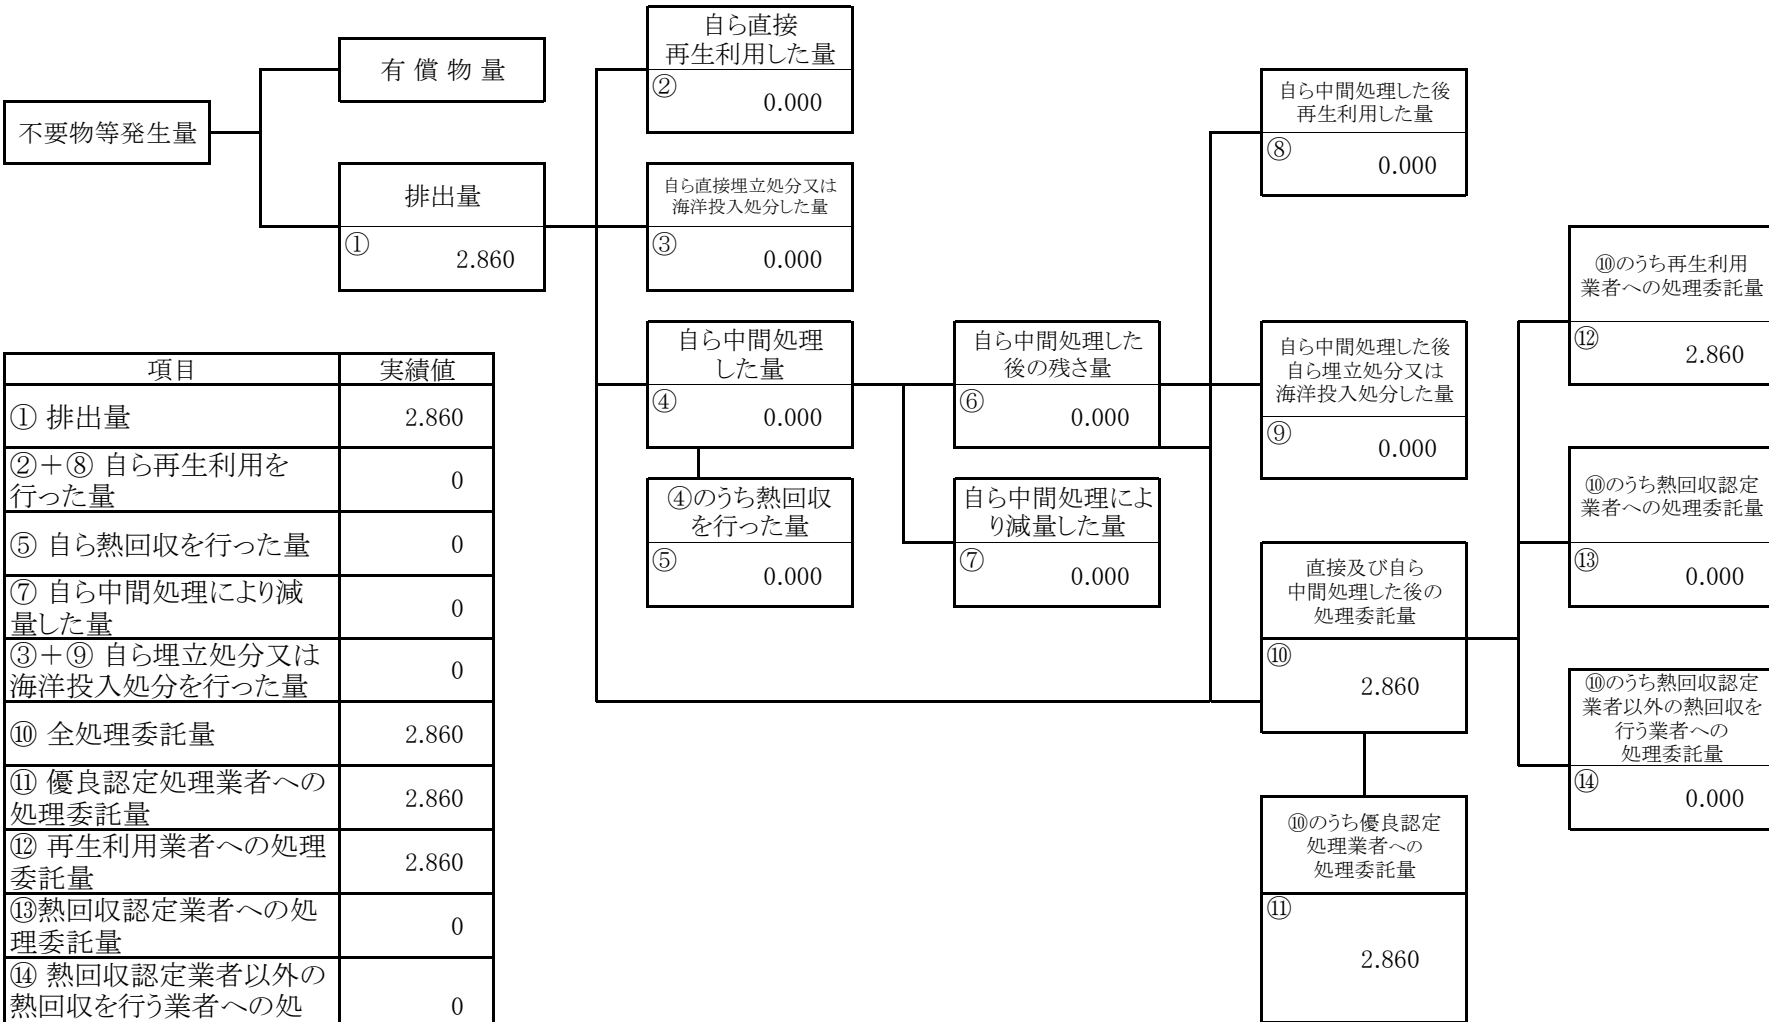 不要物等発生量
有 償 物 量
排出量
① 2.860
自ら直接
再生利用した量
② 0.000
自ら直接埋立処分又は
海洋投入処分した量
③ 0.000
自ら中間処理
した量
④ 0.000
④のうち熱回収
を行った量
⑤ 0.000
自ら中間処理した
後の残さ量
⑥ 0.000
自ら中間処理によ
り減量した量
⑦ 0.000
自ら中間処理した後
再生利用した量
⑧ 0.000
自ら中間処理した後
自ら埋立処分又は
海洋投入処分した量
⑨ 0.000
直接及び自ら
中間処理した後の
処理委託量
⑩ 2.860
⑩のうち優良認定
処理業者への
処理委託量
⑪ 2.860
⑩のうち再生利用
業者への処理委託量
⑫ 2.860
⑩のうち熱回収認定
業者への処理委託量
⑬ 0.000
⑩のうち熱回収認定
業者以外の熱回収を
行う業者への
処理委託量
⑭ 0.000
項目 実績値
① 排出量 2.860
②＋⑧ 自ら再生利用を
行った量 0
⑤ 自ら熱回収を行った量 0
⑦ 自ら中間処理により減
量した量 0
③＋⑨ 自ら埋立処分又は
海洋投入処分を行った量 0
⑩ 全処理委託量 2.860
⑪ 優良認定処理業者への
処理委託量 2.860
⑫ 再生利用業者への処理
委託量 2.860
⑬熱回収認定業者への処
理委託量 0
⑭ 熱回収認定業者以外の
熱回収を行う業者への処 0